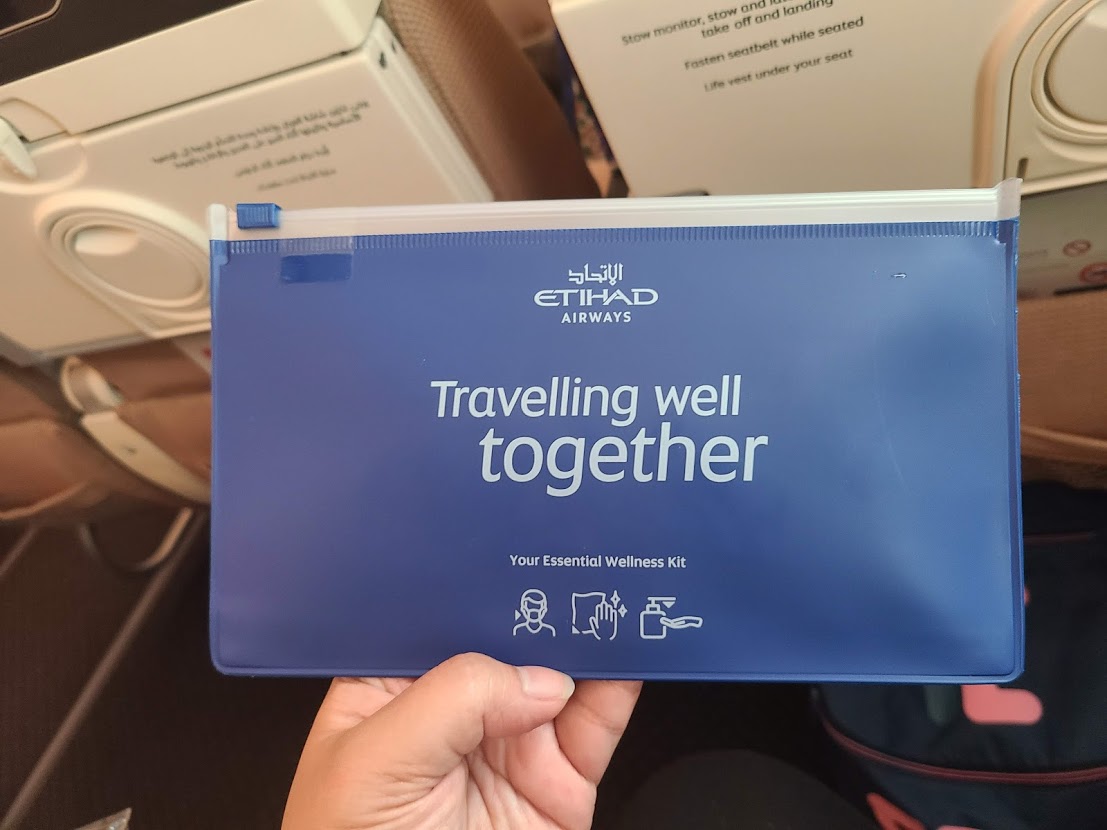 Stow monitor, stow and
take off and landing
Fasten seatbelt while seated
Life vest under your seat
الإتحاد
ETIHAD
AIRWAYS
Travelling well
together
Your Essential Wellness Kit